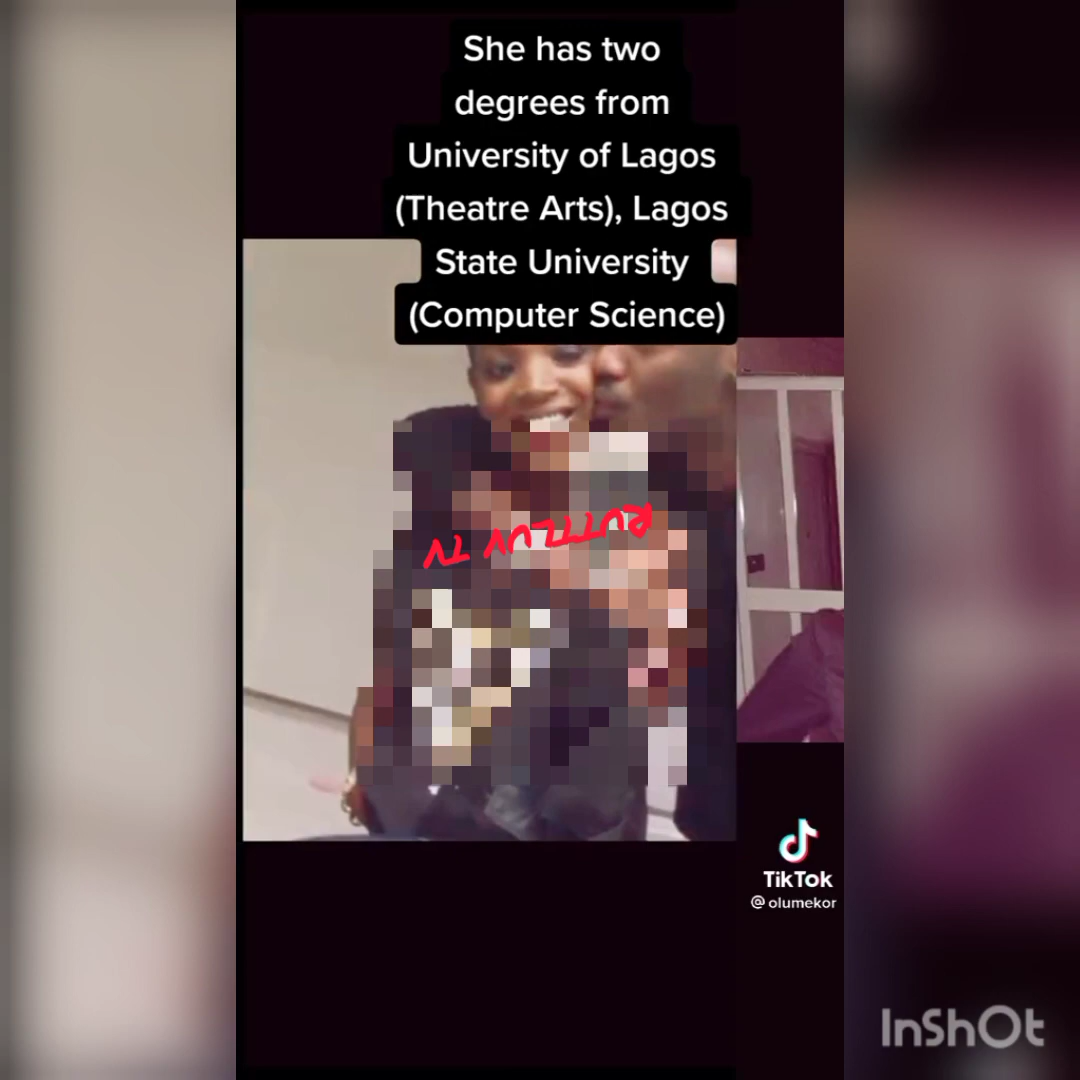 She has two
degrees from
University of Lagos
(Theatre Arts), Lagos
State University
(Computer Science)
TikTok
@olumekor
InShOt